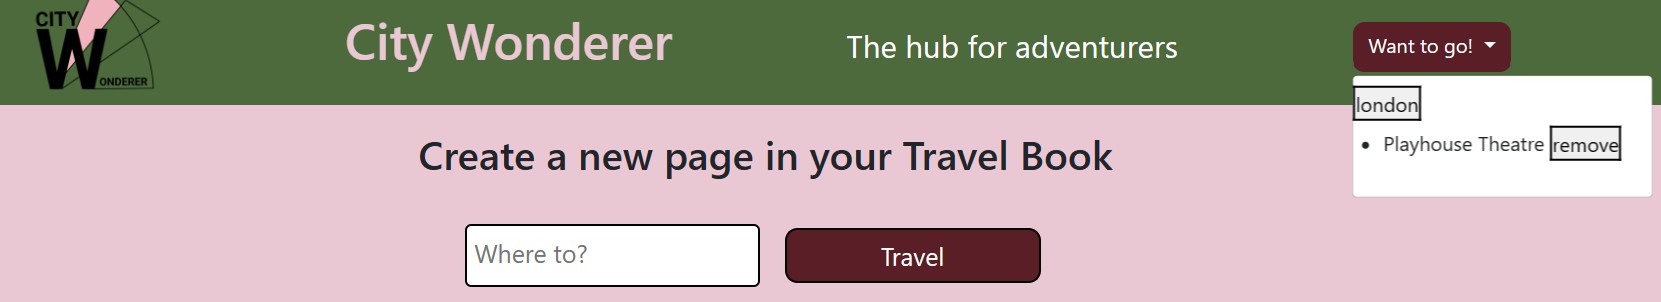 CITY
WONDERER
City Wonderer
The hub for adventurers
Want to go!
london
Playhouse Theatre remove
Create a new page in your Travel Book
Where to?
Travel